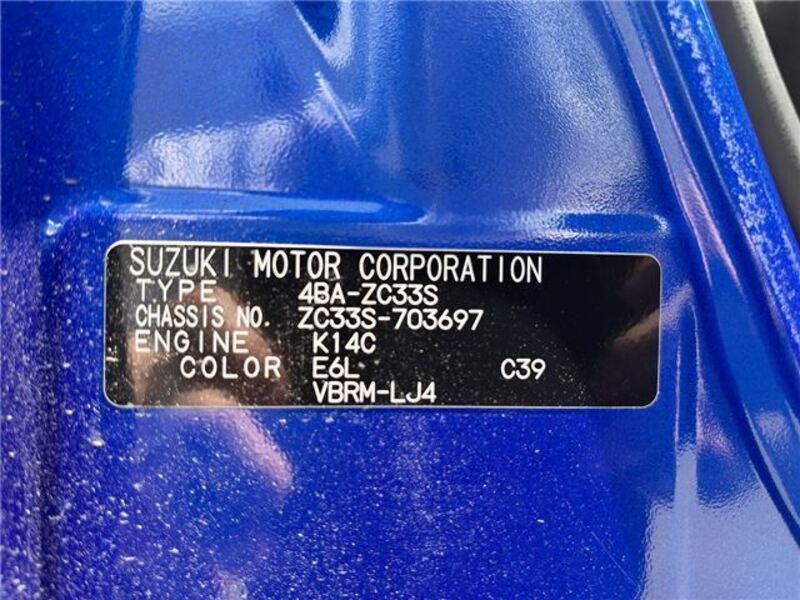 SUZUKI MOTOR CORPORATION
TYPE 4BA-ZC33S
CHASSIS NO. ZC33S-703697
ENGINE K14C
COLOR E6L C39
VBRM-LJ4